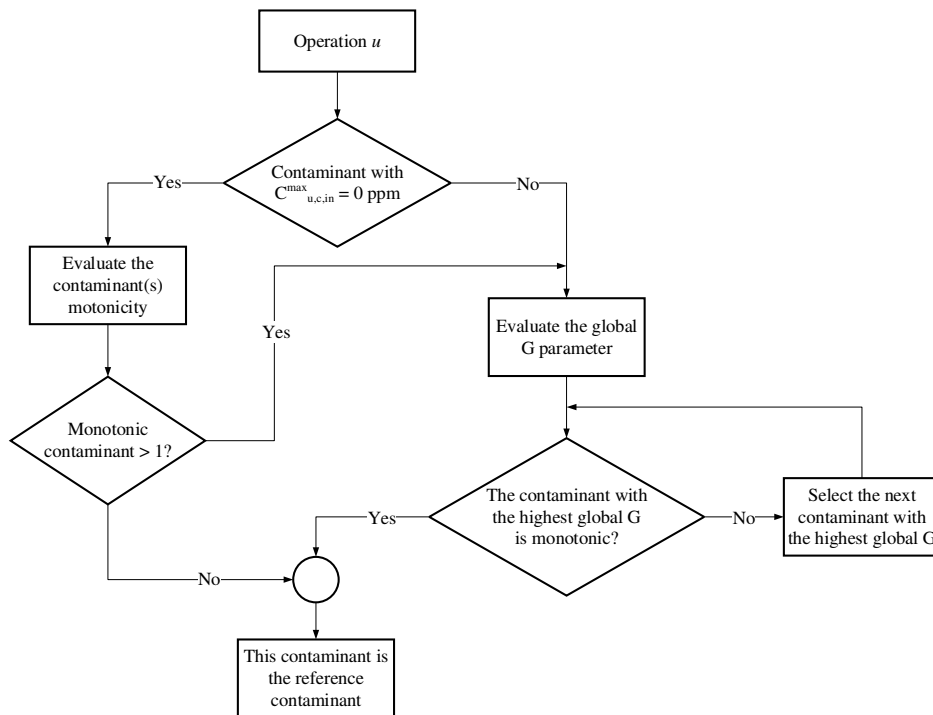 Operation u
Contaminant with
C^max_u,c,in = 0 ppm
Yes
No
Evaluate the
contaminant(s)
motonicity
Yes
Evaluate the global
G parameter
Monotonic
contaminant > 1?
The contaminant with
the highest global G
is monotonic?
Yes
No
Select the next
contaminant with
the highest global G
No
This contaminant is
the reference
contaminant